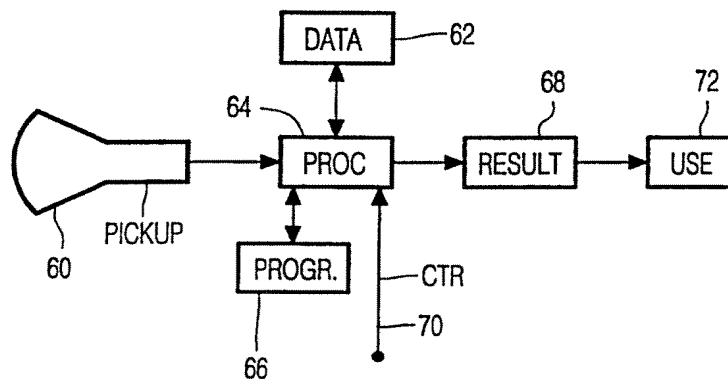 DATA
62
64
68
72
PROC
RESULT
USE
PICKUP
60
PROGR.
CTR
66
70